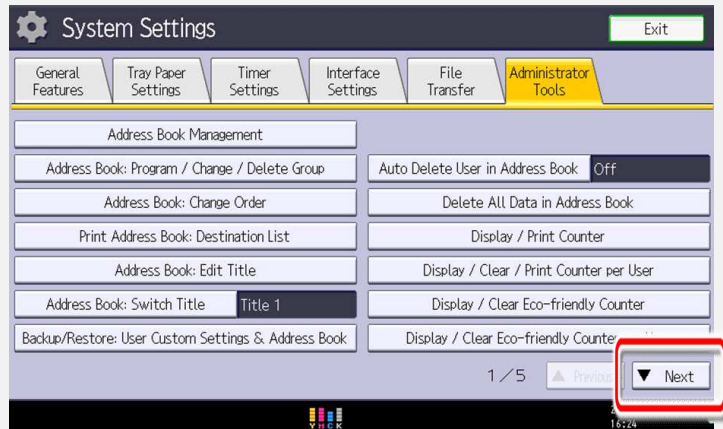 System Settings
Exit
General Features
Tray Paper Settings
Timer Settings
Interface Settings
File Transfer
Administrator Tools
Address Book Management
Address Book: Program / Change / Delete Group
Auto Delete User in Address Book Off
Address Book: Change Order
Delete All Data in Address Book
Print Address Book: Destination List
Display / Print Counter
Address Book: Edit Title
Display / Clear / Print Counter per User
Address Book: Switch Title Title 1
Display / Clear Eco-friendly Counter
Backup/Restore: User Custom Settings & Address Book
Display / Clear Eco-friendly Counter
1/5 ▲ Previous ▼ Next
Y M C K
16:24